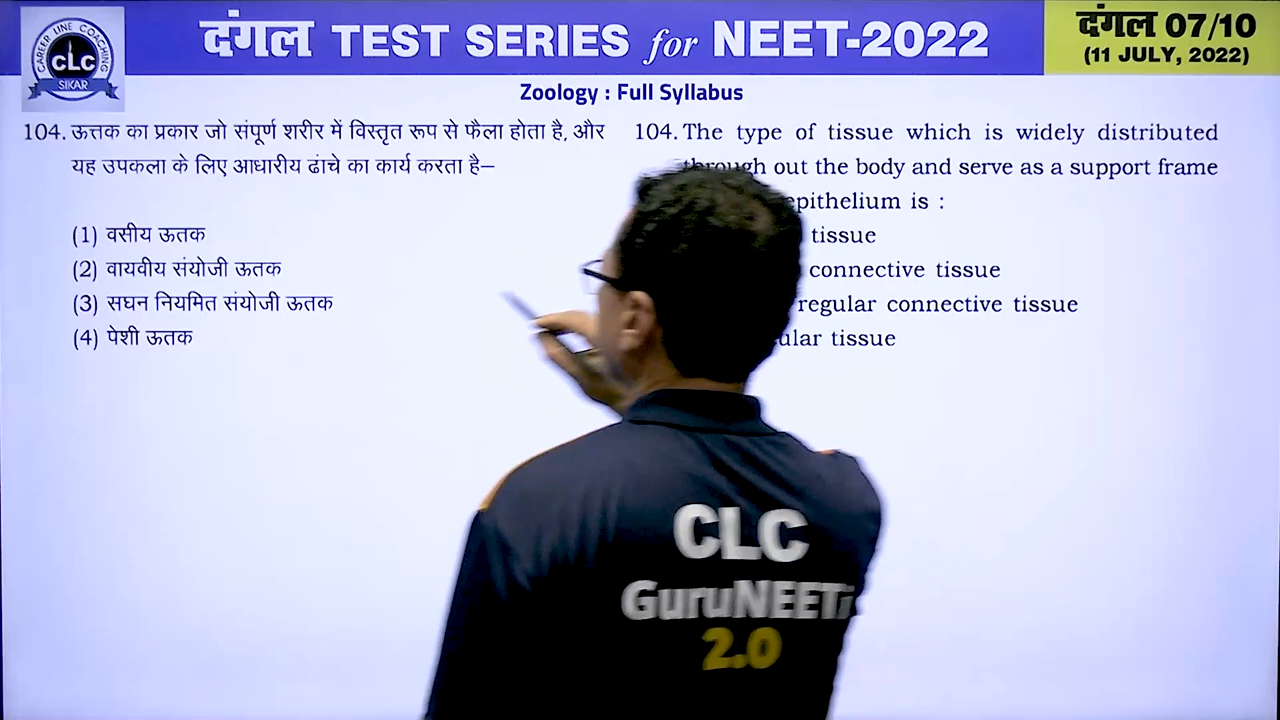 दंगल TEST SERIES for NEET-2022
दंगल 07/10
(11 JULY, 2022)
CAREER LINE COACHING
CLC
SIKAR
Zoology : Full Syllabus
104. ऊत्तक का प्रकार जो संपूर्ण शरीर में विस्तृत रूप से फैला होता है, और
यह उपकला के लिए आधारीय ढांचे का कार्य करता है–
(1) वसीय ऊतक
(2) वायवीय संयोजी ऊतक
(3) सघन नियमित संयोजी ऊतक
(4) पेशी ऊतक
104. The type of tissue which is widely distributed
through out the body and serve as a support frame
epithelium is :
tissue
connective tissue
regular connective tissue
tissue
CLC
GuruNEETi
2.0